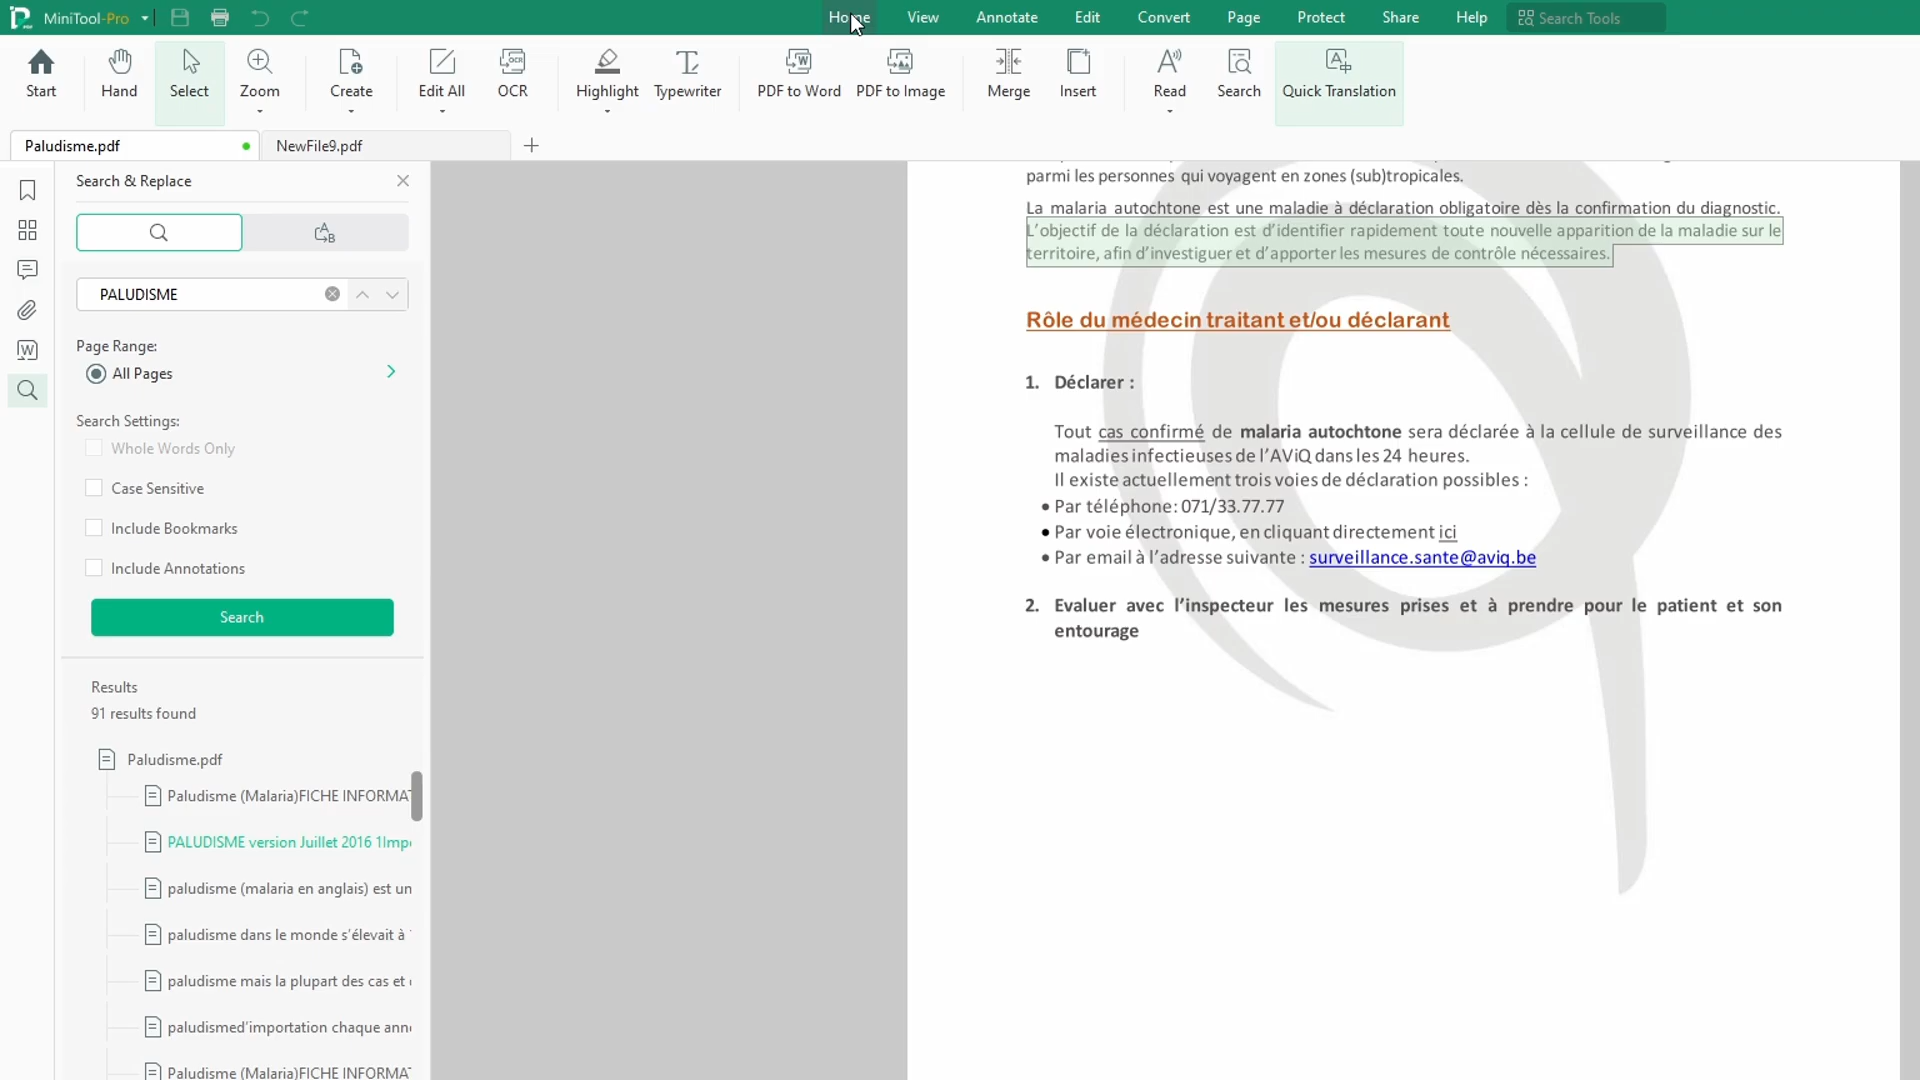 MiniTool-Pro
Home View Annotate Edit Convert Page Protect Share Help Search Tools
Start Hand Select Zoom Create Edit All OCR Highlight Typewriter PDF to Word PDF to Image Merge Insert Read Search Quick Translation
Paludisme.pdf NewFile9.pdf
Search & Replace
PALUDISME
Page Range:
All Pages
Search Settings:
Whole Words Only
Case Sensitive
Include Bookmarks
Include Annotations
Search
Results
91 results found
Paludisme.pdf
Paludisme (Malaria)FICHE INFORMA
PALUDISME version Juillet 2016 1Imp
paludisme (malaria en anglais) est un
paludisme dans le monde s'élevait à
paludisme mais la plupart des cas et
paludismed'importation chaque ann
Paludisme (Malaria)FICHE INFORMA
parmi les personnes qui voyagent en zones (sub)tropicales.
La malaria autochtone est une maladie à déclaration obligatoire dès la confirmation du diagnostic.
L'objectif de la déclaration est d'identifier rapidement toute nouvelle apparition de la maladie sur le
territoire, afin d'investiguer et d'apporter les mesures de contrôle nécessaires.
Rôle du médecin traitant et/ou déclarant
1. Déclarer :
Tout cas confirmé de malaria autochtone sera déclarée à la cellule de surveillance des
maladies infectieuses de l'AViQ dans les 24 heures.
Il existe actuellement trois voies de déclaration possibles :
• Par téléphone: 071/33.77.77
• Par voie électronique, en cliquant directement ici
• Par email à l'adresse suivante : surveillance.sante@aviq.be
2. Evaluer avec l'inspecteur les mesures prises et à prendre pour le patient et son
entourage